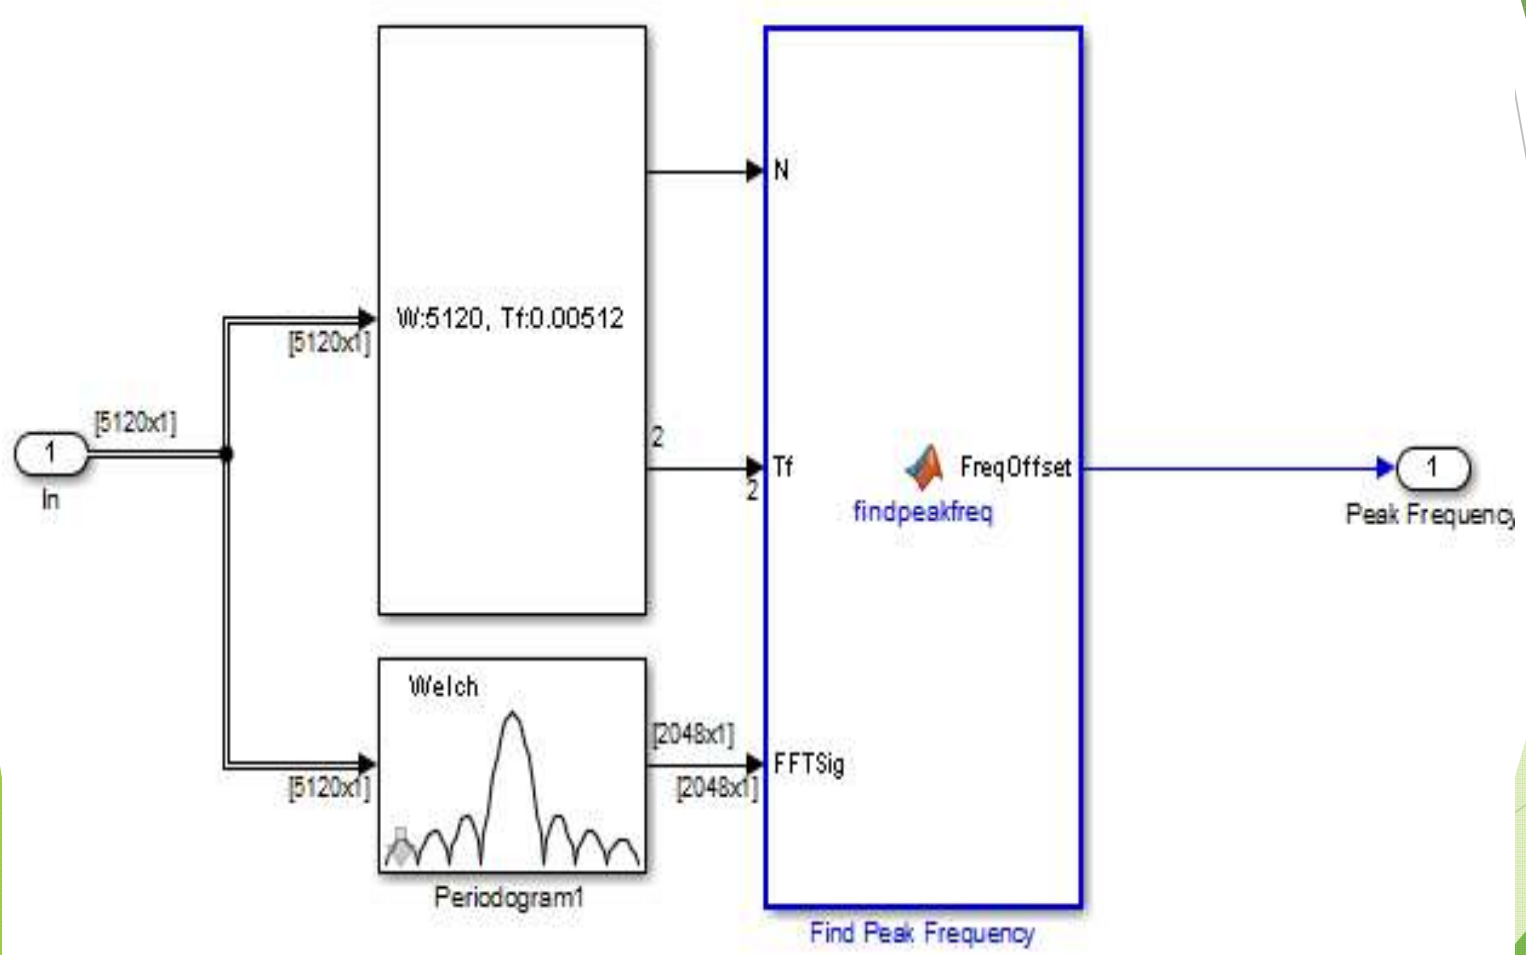 N
W:5120, Tf:0.00512
[5120x1]
[5120x1]
1
In
2
Tf
2
FreqOffset
findpeakfreq
1
Peak Frequency
Welch
[2048x1]
FFTSig
[5120x1]
[2048x1]
Periodogram1
Find Peak Frequency